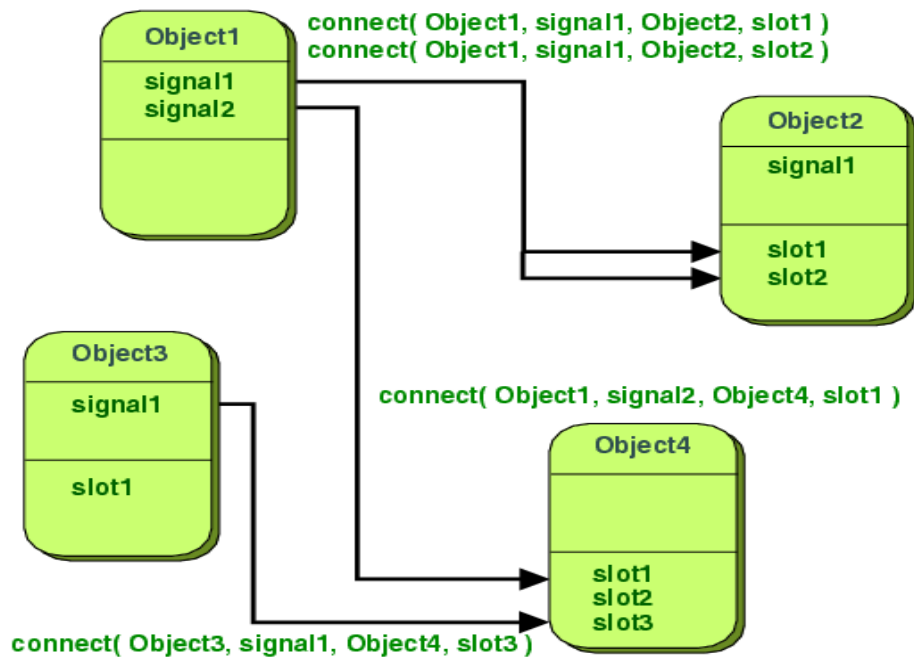 Object1
signal1
signal2
connect( Object1, signal1, Object2, slot1 )
connect( Object1, signal1, Object2, slot2 )
Object2
signal1
slot1
slot2
Object3
signal1
slot1
connect( Object1, signal2, Object4, slot1 )
Object4
slot1
slot2
slot3
connect( Object3, signal1, Object4, slot3 )